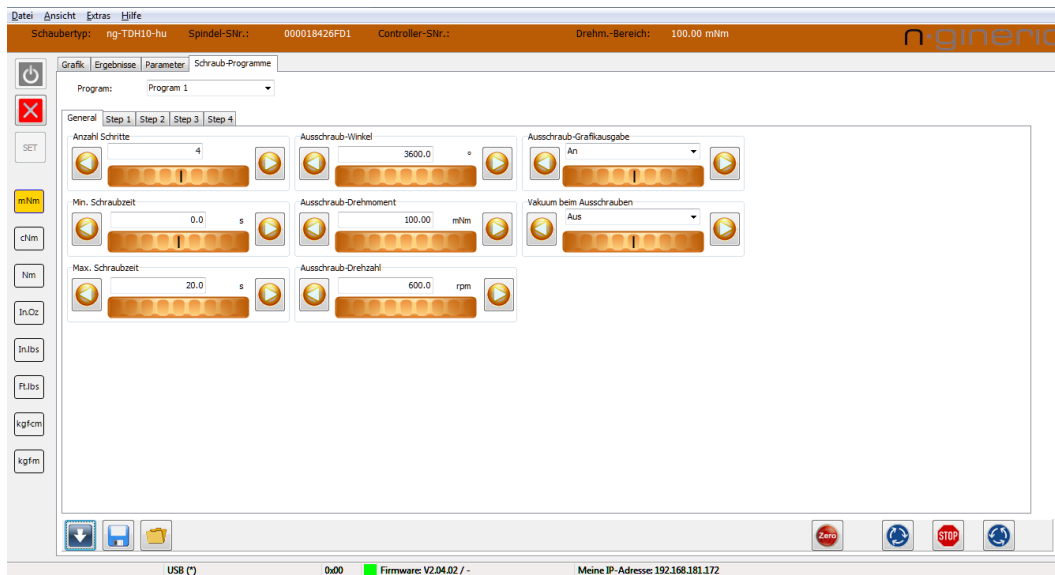 Datei Ansicht Extras Hilfe
Schaubertyp: ng-TDH10-hu Spindel-SNr.: 000018426FD1 Controller-SNr.: Drehm.-Bereich: 100.00 mNm n-gineric
Grafik Ergebnisse Parameter Schraub-Programme
Program: Program 1
General Step 1 Step 2 Step 3 Step 4
Anzahl Schritte Ausschraub-Winkel Ausschraub-Grafikausgabe
4 3600.0 ° An
Min. Schraubzeit Ausschraub-Drehmoment Vakuum beim Ausschrauben
0.0 s 100.00 mNm Aus
Max. Schraubzeit Ausschraub-Drehzahl
20.0 s 600.0 rpm
SET
mNm
cNm
Nm
In.Oz
In.lbs
Ft.lbs
kgf-cm
kgf-m
Zero STOP
USB (*) 0x00 Firmware: V2.04.02 / - Meine IP-Adresse: 192.168.181.172